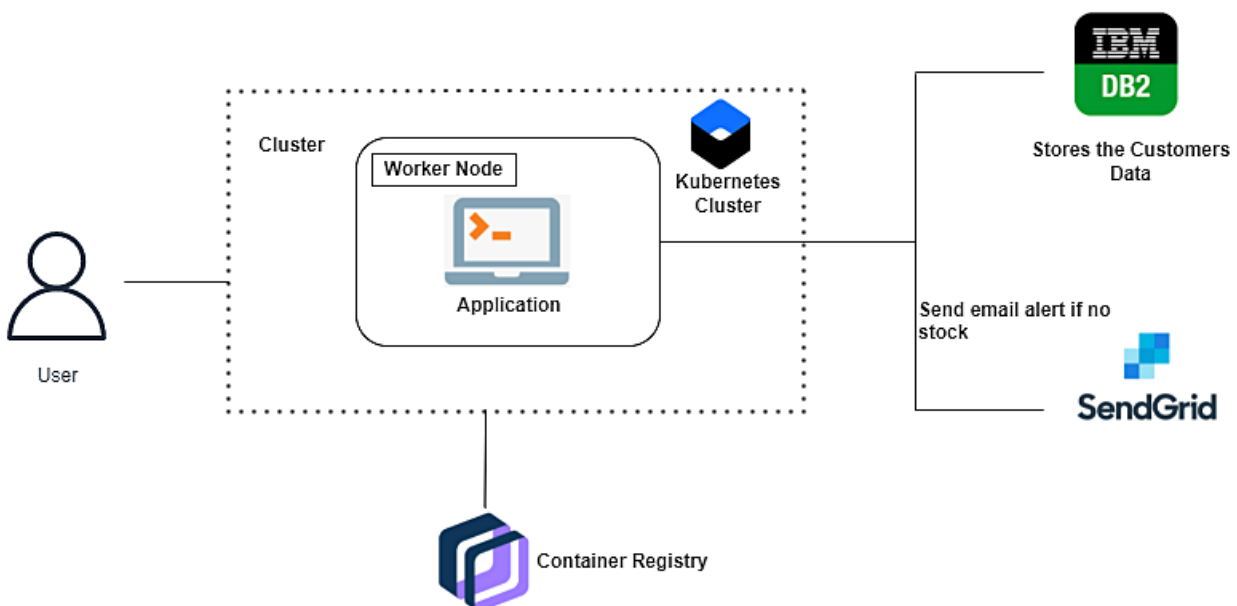 IBM
DB2
Stores the Customers
Data
Cluster
Worker Node
Kubernetes
Cluster
Application
User
Send email alert if no
stock
SendGrid
Container Registry